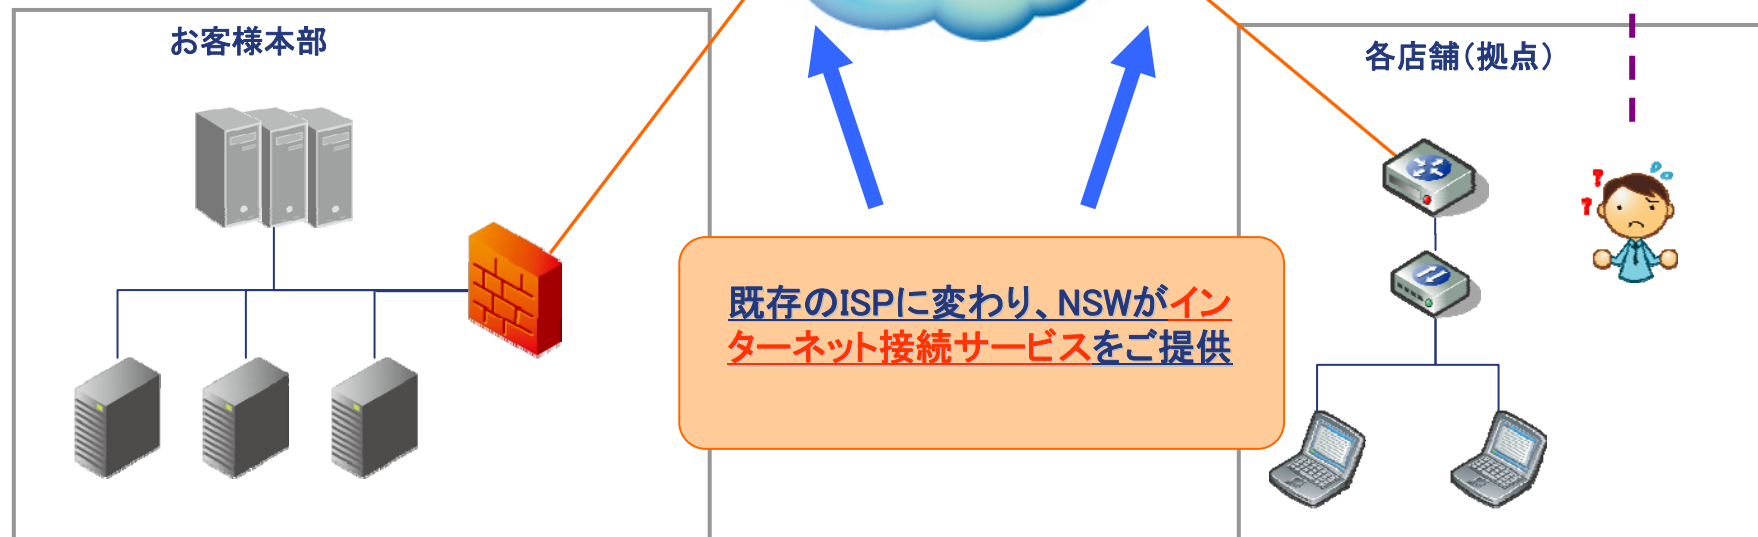 お客様本部
各店舗（拠点）
既存のISPに変わり、NSWがイン
ターネット接続サービスをご提供
? 
?